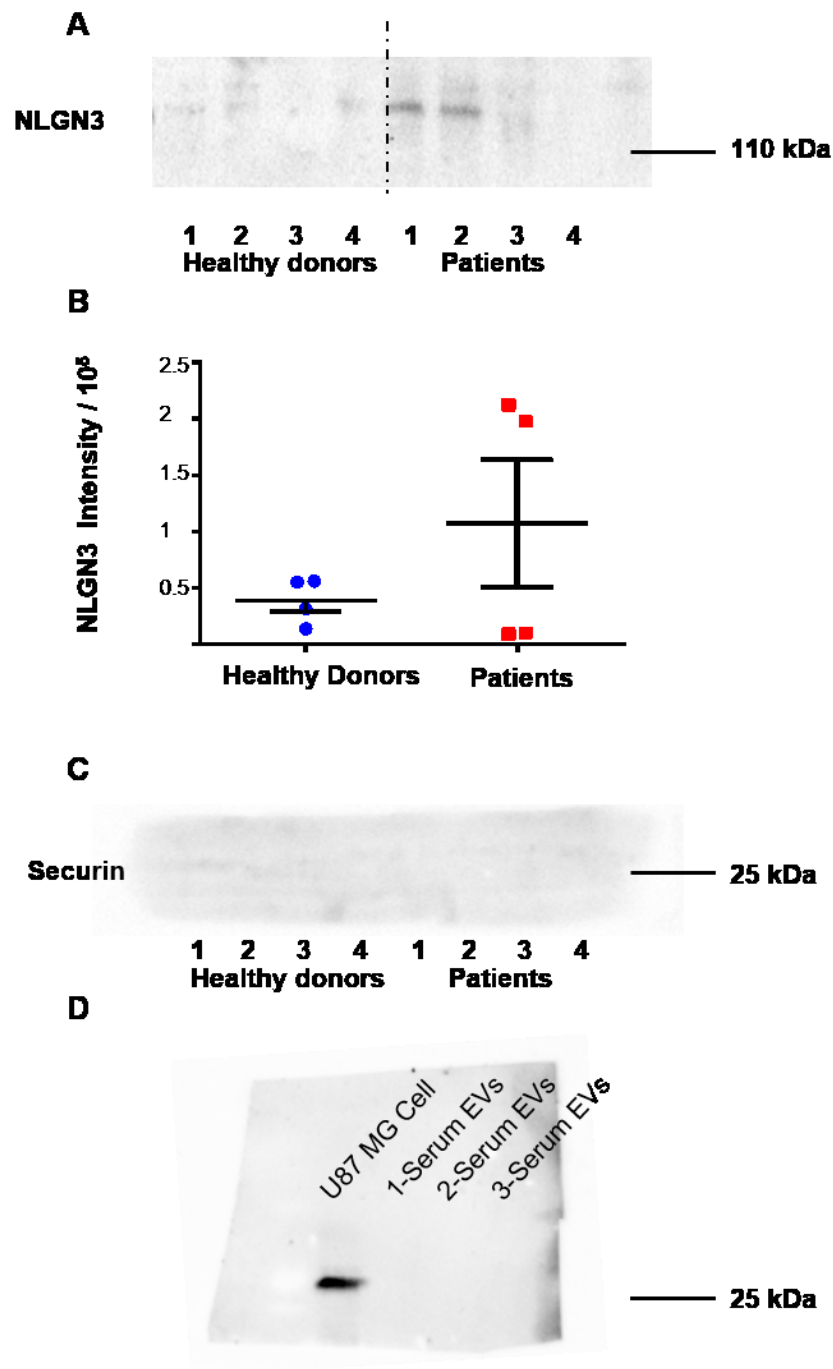 A
NLGN3
110 kDa
1 2 3 4 1 2 3 4
Healthy donors Patients
B
NLGN3 Intensity / 10⁵
2.5
2
1.5
1
0.5
Healthy Donors Patients
C
Securin
25 kDa
1 2 3 4 1 2 3 4
Healthy donors Patients
D
U87 MG Cell
1-Serum EVs
2-Serum EVs
3-Serum EVs
25 kDa